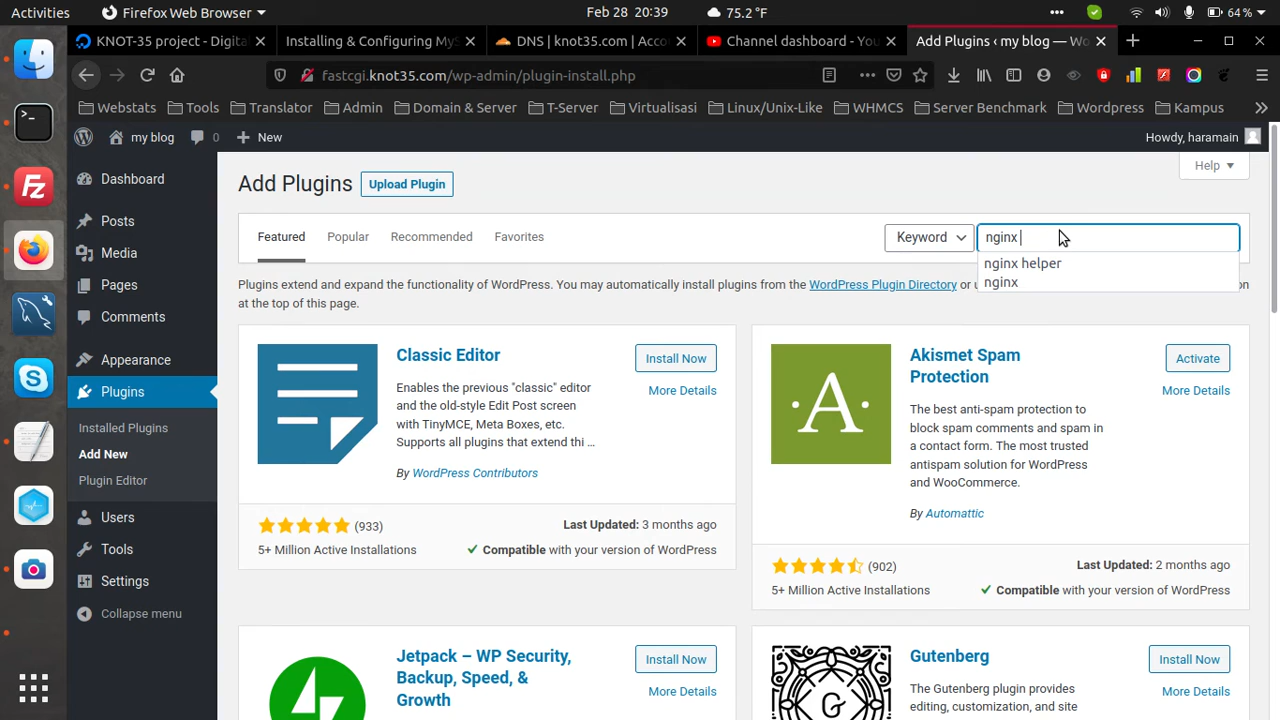 Activities
Firefox Web Browser
Feb 28 20:39
75.2 °F
64 %
KNOT-35 project - Digita
Installing & Configuring MyS
DNS | knot35.com | Acco
Channel dashboard - You
Add Plugins ‹ my blog — Wo
fastcgi.knot35.com/wp-admin/plugin-install.php
Webstats
Tools
Translator
Admin
Domain & Server
T-Server
Virtualisasi
Linux/Unix-Like
WHMCS
Server Benchmark
Wordpress
Kampus
my blog
0
New
Howdy, haramain
Dashboard
Posts
Media
Pages
Comments
Appearance
Plugins
Installed Plugins
Add New
Plugin Editor
Users
Tools
Settings
Collapse menu
Help
Add Plugins
Upload Plugin
Featured
Popular
Recommended
Favorites
Keyword
nginx
nginx helper
nginx
Plugins extend and expand the functionality of WordPress. You may automatically install plugins from the WordPress Plugin Directory or u
at the top of this page.
Classic Editor
Install Now
More Details
Enables the previous "classic" editor
and the old-style Edit Post screen
with TinyMCE, Meta Boxes, etc.
Supports all plugins that extend thi ...
By WordPress Contributors
(933)
Last Updated: 3 months ago
5+ Million Active Installations
Compatible with your version of WordPress
Akismet Spam
Protection
Activate
More Details
The best anti-spam protection to
block spam comments and spam in
a contact form. The most trusted
antispam solution for WordPress
and WooCommerce.
By Automattic
(902)
Last Updated: 2 months ago
5+ Million Active Installations
Compatible with your version of WordPress
Jetpack – WP Security,
Backup, Speed, &
Growth
Install Now
More Details
Gutenberg
Install Now
More Details
The Gutenberg plugin provides
editing, customization, and site